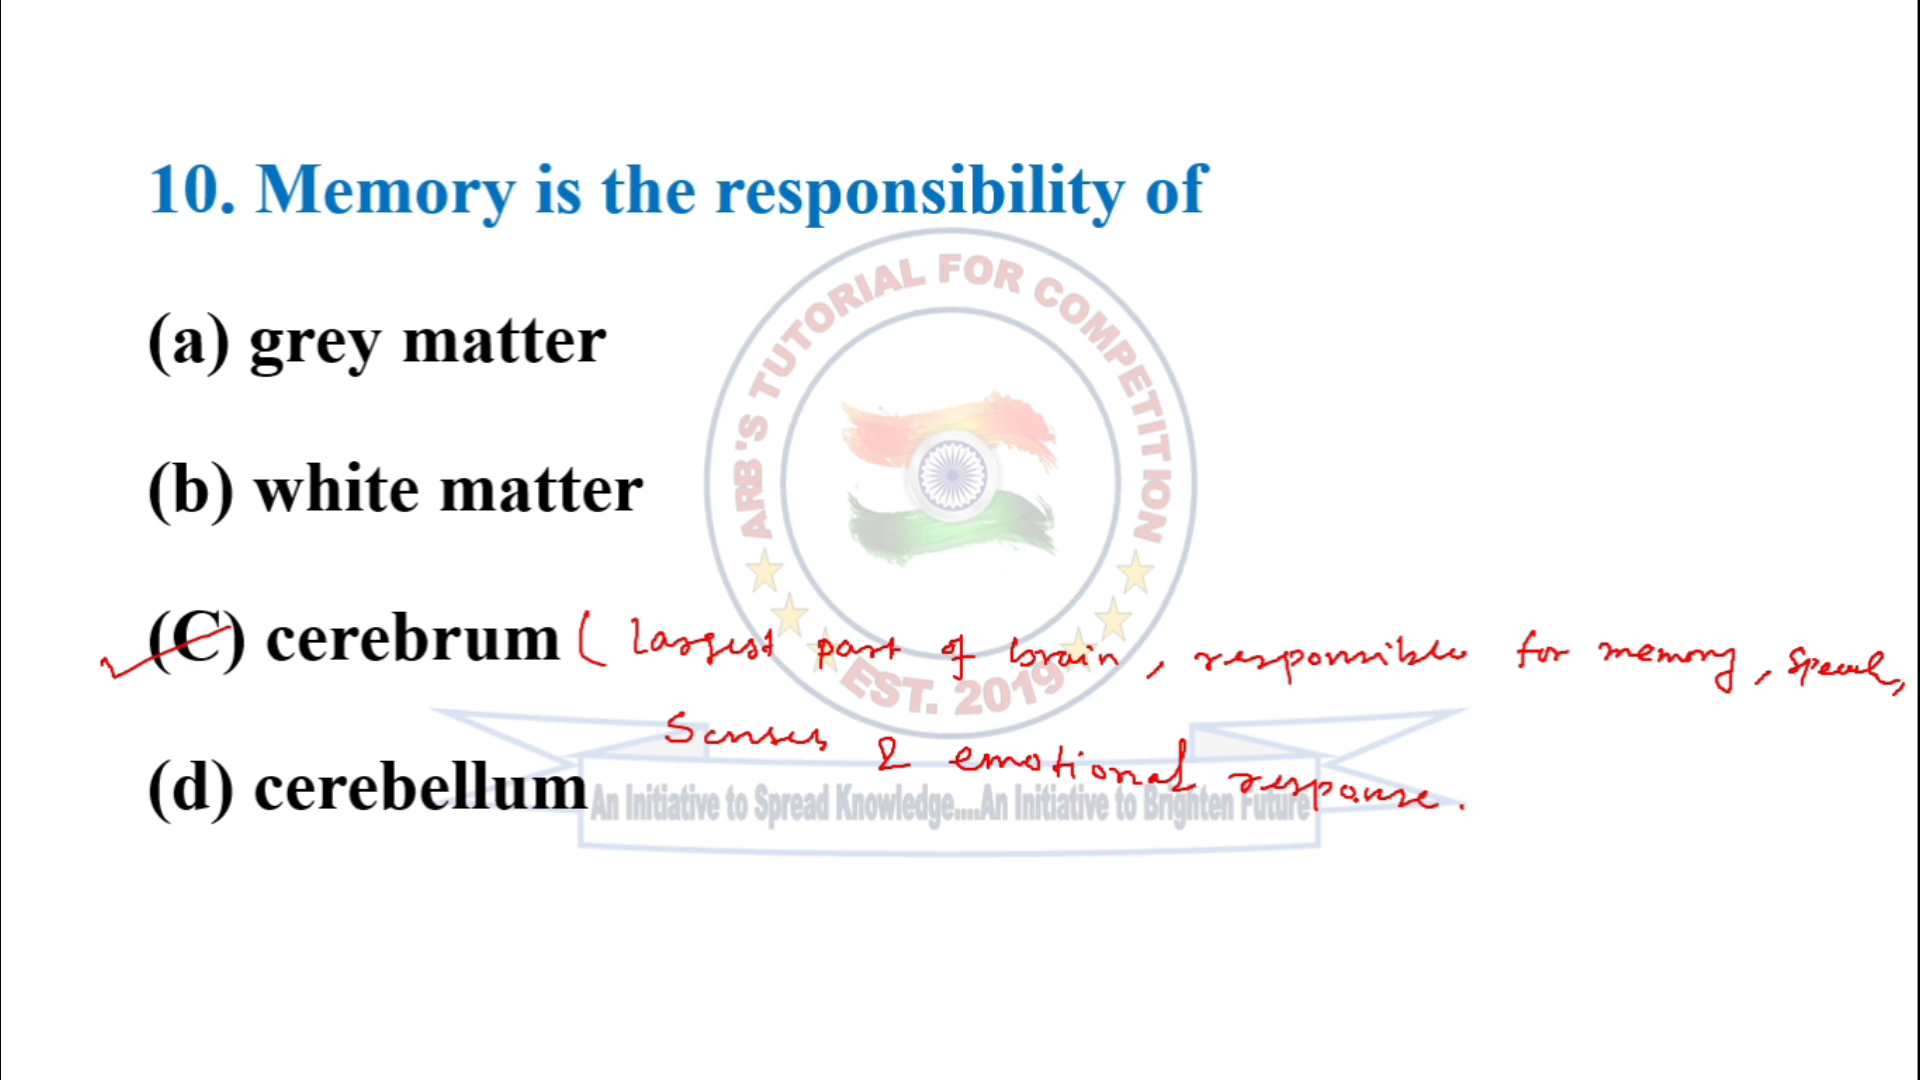 10. Memory is the responsibility of
(a) grey matter
(b) white matter
(C) cerebrum ( largest part of brain, responsible for memory, speech,
senses & emotional response.
(d) cerebellum
ARB'S TUTORIAL FOR COMPETITION
EST. 2019
An Initiative to Spread Knowledge....An Initiative to Brighten Future